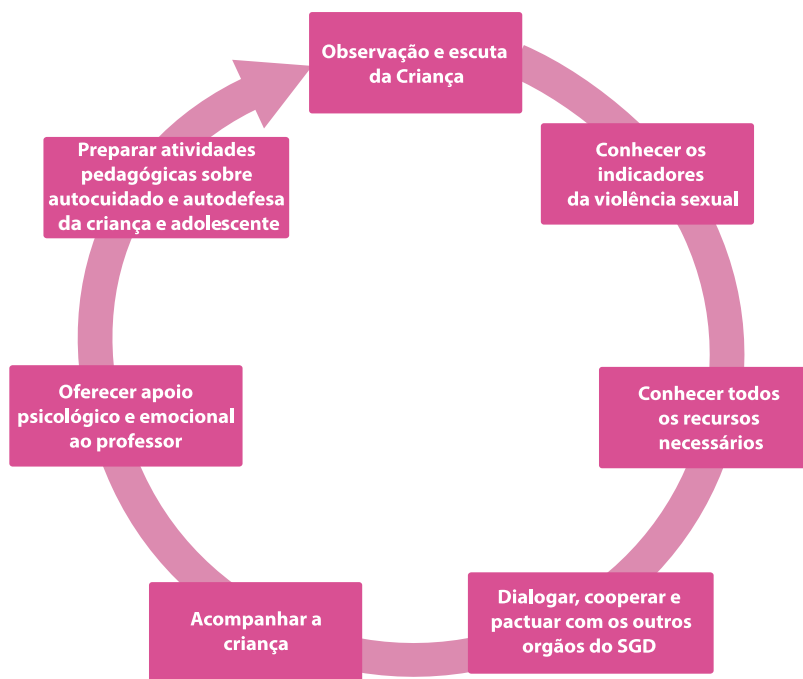 Observação e escuta
da Criança
Conhecer os
indicadores
da violência sexual
Conhecer todos
os recursos
necessários
Dialogar, cooperar e
pactuar com os outros
orgãos do SGD
Acompanhar a
criança
Oferecer apoio
psicológico e emocional
ao professor
Preparar atividades
pedagógicas sobre
autocuidado e autodefesa
da criança e adolescente